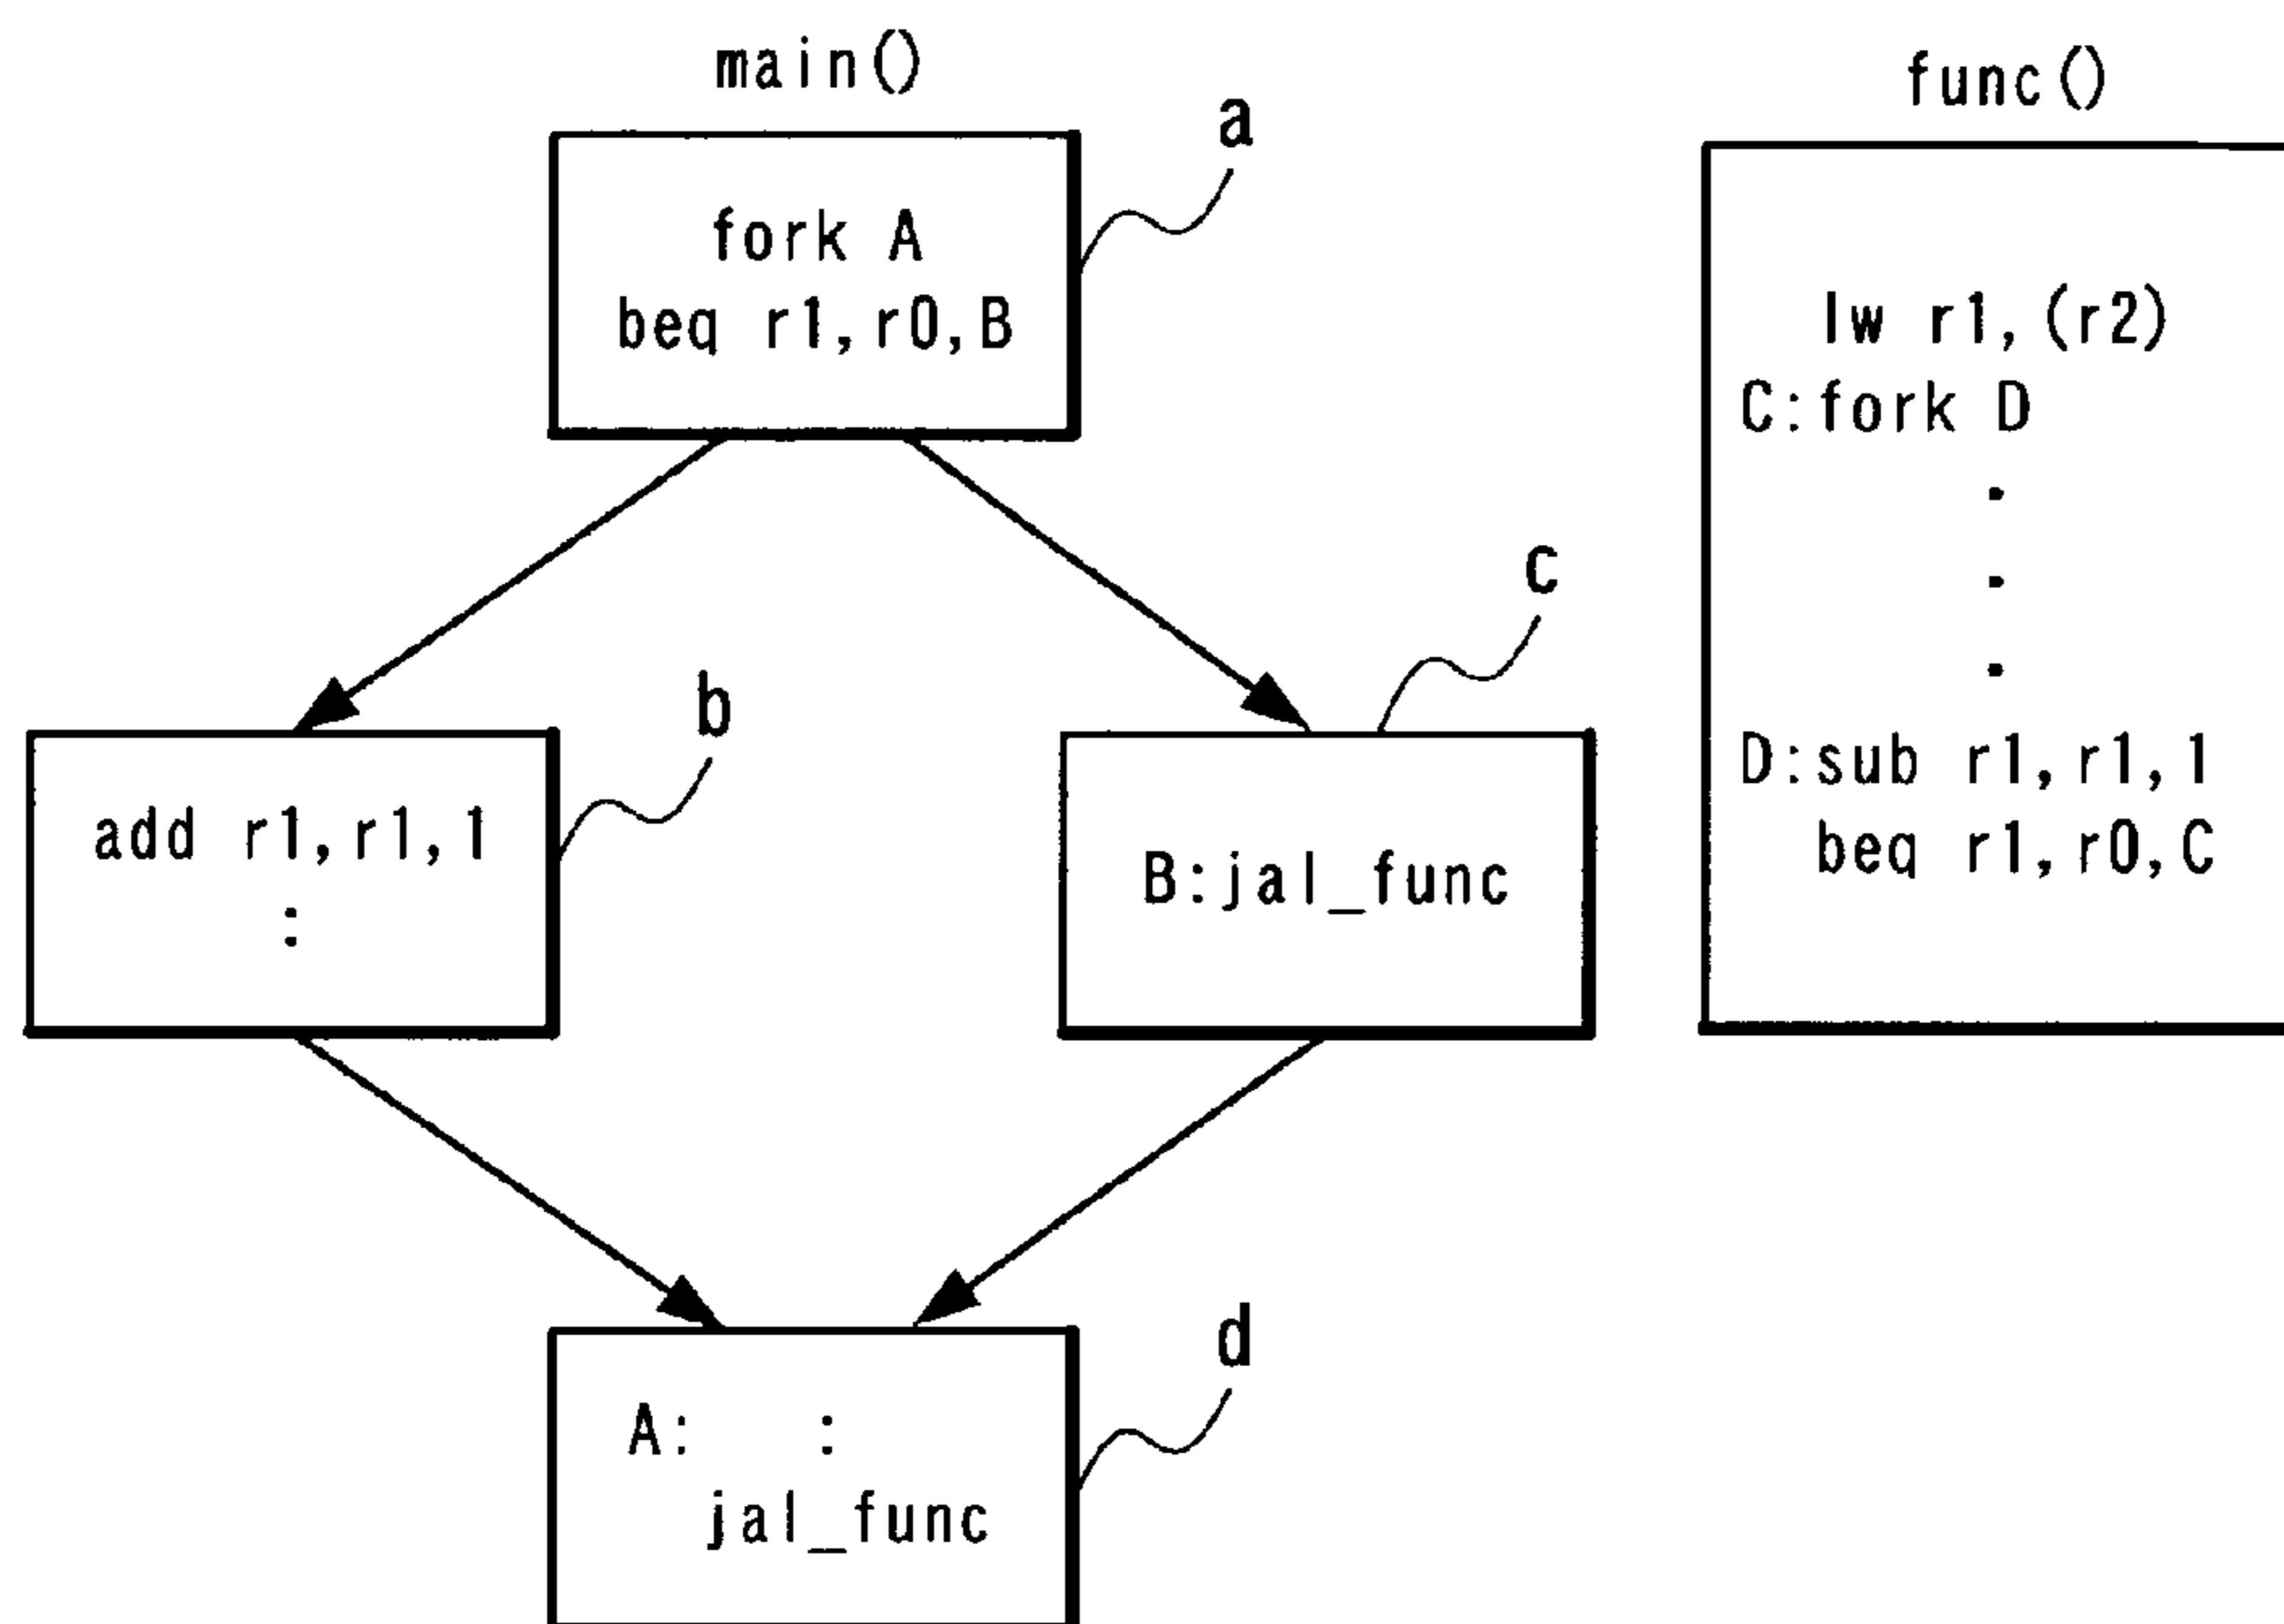 main()
a
fork A
beq r1,r0,B
b
add r1,r1,1
:
c
B:jal_func
d
A: :
jal_func
func()
lw r1,(r2)
C:fork D
.
.
.
D:sub r1,r1,1
beq r1,r0,C